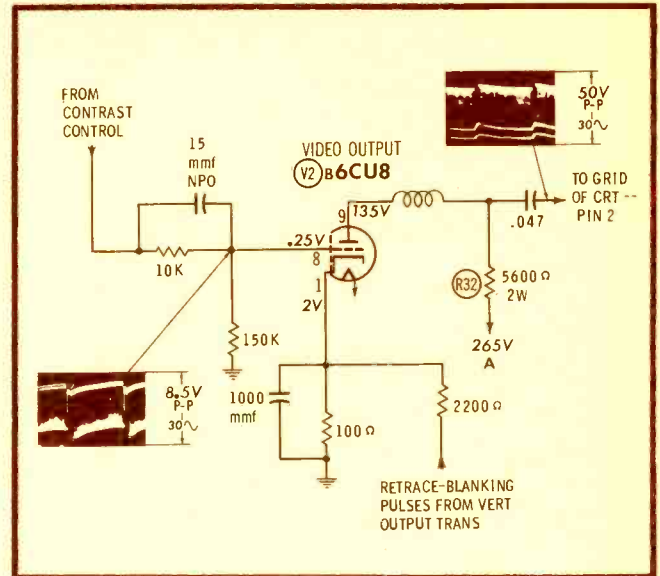 FROM
CONTRAST
CONTROL
15
mmf
NPO
10K
VIDEO OUTPUT
V2 B 6CU8
9
135V
.25V
8
1
2V
50V
P-P
30~
TO GRID
OF CRT --
PIN 2
.047
R32
5600Ω
2W
265V
A
150K
8.5V
P-P
30~
1000
mmf
100Ω
2200Ω
RETRACE-BLANKING
PULSES FROM VERT
OUTPUT TRANS